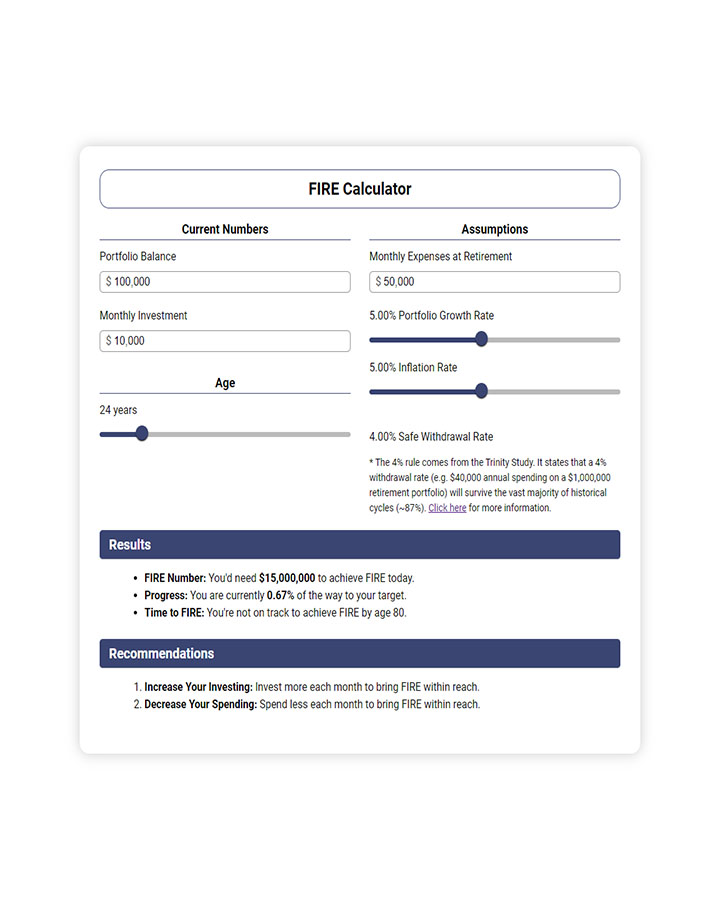 FIRE Calculator
Current Numbers
Portfolio Balance
$ 100,000
Monthly Investment
$ 10,000
Age
24 years
Assumptions
Monthly Expenses at Retirement
$ 50,000
5.00% Portfolio Growth Rate
5.00% Inflation Rate
4.00% Safe Withdrawal Rate
* The 4% rule comes from the Trinity Study. It states that a 4%
withdrawal rate (e.g. $40,000 annual spending on a $1,000,000
retirement portfolio) will survive the vast majority of historical
cycles (~87%). Click here for more information.
Results
• FIRE Number: You'd need $15,000,000 to achieve FIRE today.
• Progress: You are currently 0.67% of the way to your target.
• Time to FIRE: You're not on track to achieve FIRE by age 80.
Recommendations
1. Increase Your Investing: Invest more each month to bring FIRE within reach.
2. Decrease Your Spending: Spend less each month to bring FIRE within reach.